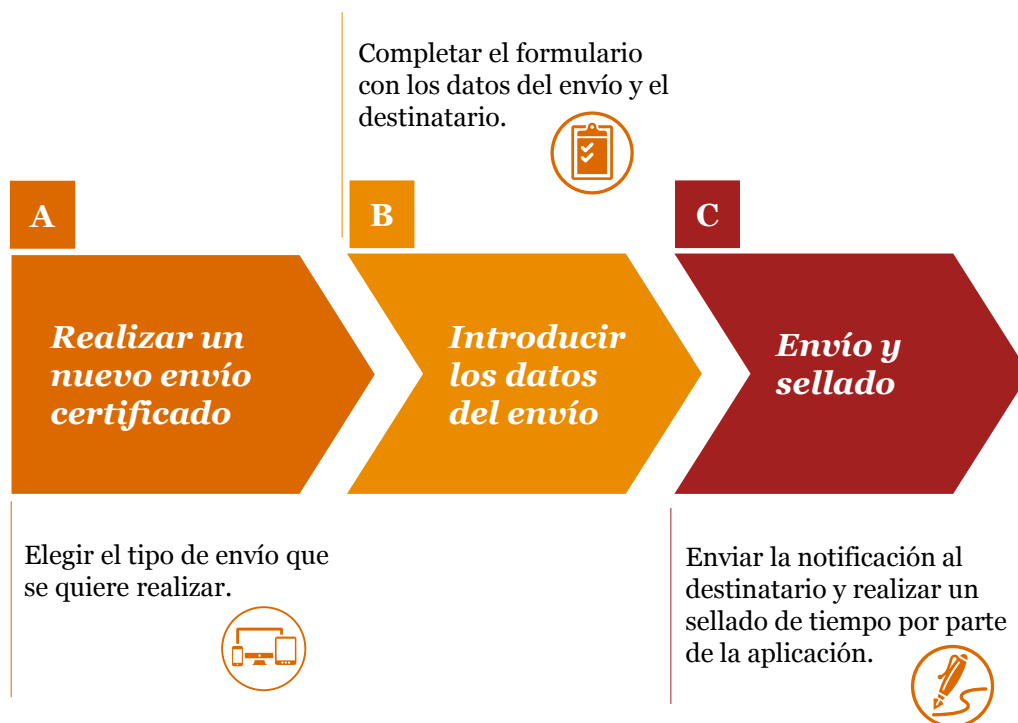 Completar el formulario
con los datos del envío y el
destinatario.
A
B
C
Realizar un
nuevo envío
certificado
Introducir
los datos
del envío
Envío y
sellado
Elegir el tipo de envío que
se quiere realizar.
Enviar la notificación al
destinatario y realizar un
sellado de tiempo por parte
de la aplicación.